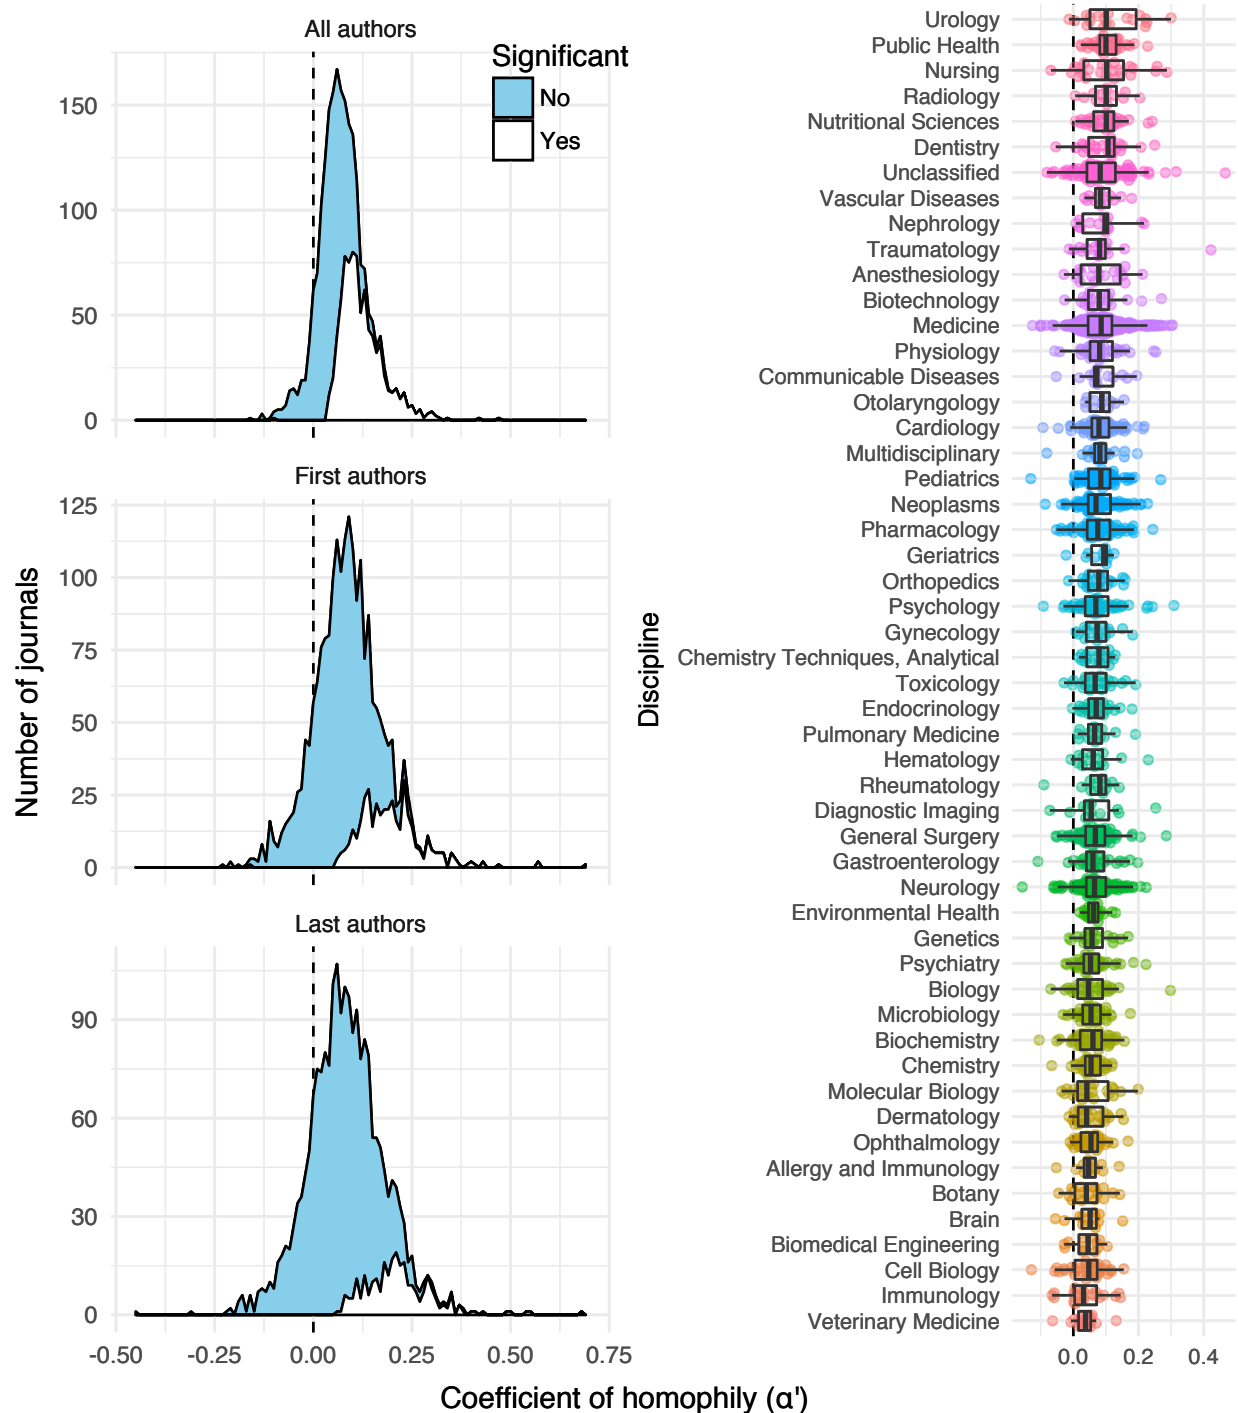 All authors
Significant
No
Yes
150
100
50
0
First authors
125
100
75
50
25
0
Last authors
90
60
30
0
-0.50 -0.25 0.00 0.25 0.50 0.75
Number of journals
Coefficient of homophily (α')
Discipline
Urology
Public Health
Nursing
Radiology
Nutritional Sciences
Dentistry
Unclassified
Vascular Diseases
Nephrology
Traumatology
Anesthesiology
Biotechnology
Medicine
Physiology
Communicable Diseases
Otolaryngology
Cardiology
Multidisciplinary
Pediatrics
Neoplasms
Pharmacology
Geriatrics
Orthopedics
Psychology
Gynecology
Chemistry Techniques, Analytical
Toxicology
Endocrinology
Pulmonary Medicine
Hematology
Rheumatology
Diagnostic Imaging
General Surgery
Gastroenterology
Neurology
Environmental Health
Genetics
Psychiatry
Biology
Microbiology
Biochemistry
Chemistry
Molecular Biology
Dermatology
Ophthalmology
Allergy and Immunology
Botany
Brain
Biomedical Engineering
Cell Biology
Immunology
Veterinary Medicine
0.0 0.2 0.4